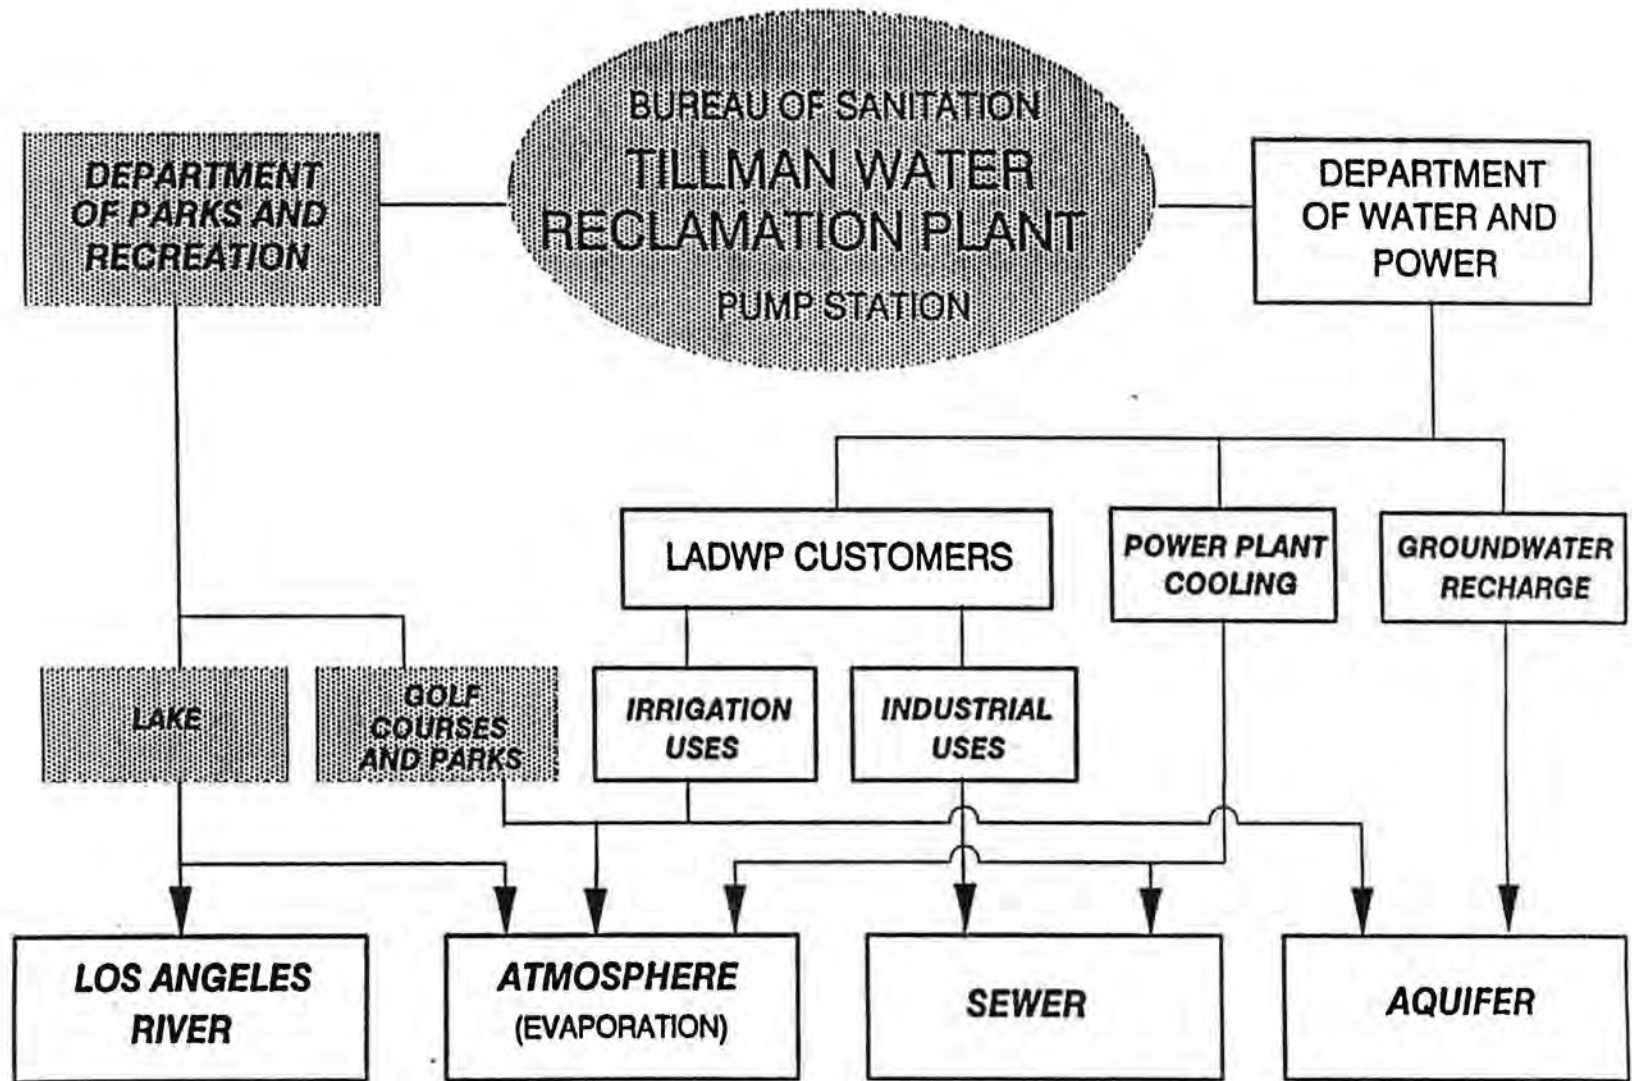 BUREAU OF SANITATION
TILLMAN WATER
RECLAMATION PLANT
PUMP STATION
DEPARTMENT
OF PARKS AND
RECREATION
DEPARTMENT
OF WATER AND
POWER
LADWP CUSTOMERS
POWER PLANT
COOLING
GROUNDWATER
RECHARGE
LAKE
GOLF
COURSES
AND PARKS
IRRIGATION
USES
INDUSTRIAL
USES
LOS ANGELES
RIVER
ATMOSPHERE
(EVAPORATION)
SEWER
AQUIFER